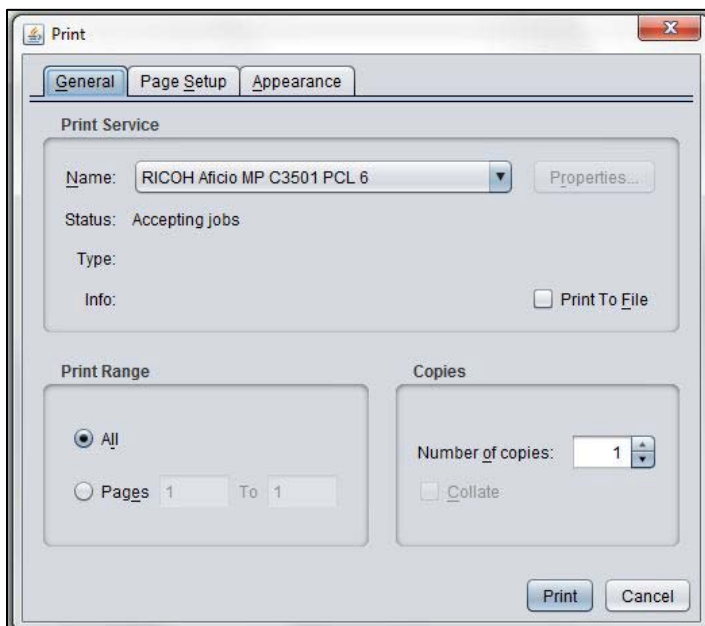 Print
General Page Setup Appearance
Print Service
Name: RICOH Aficio MP C3501 PCL 6 Properties...
Status: Accepting jobs
Type:
Info: Print To File
Print Range Copies
All
Number of copies: 1
Pages 1 To 1 Collate
Print Cancel